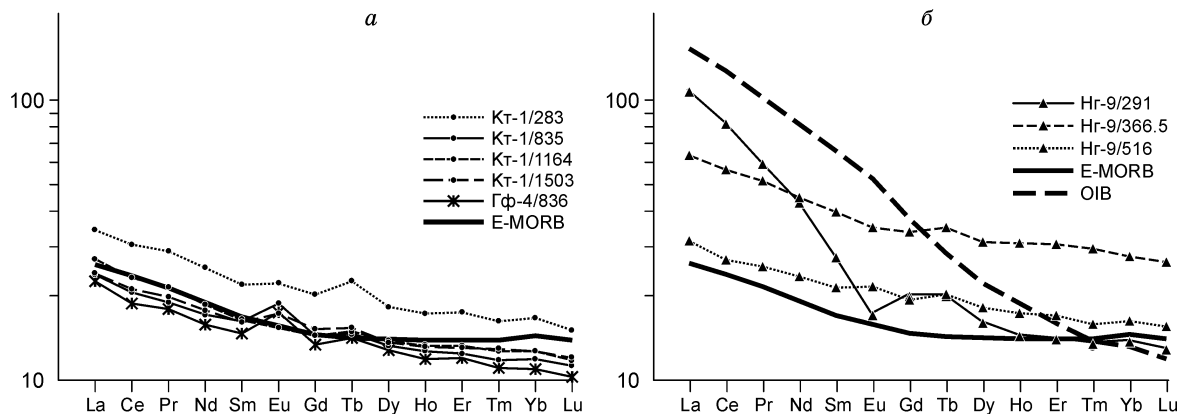 а
100
10
Кт-1/283
Кт-1/835
Кт-1/1164
Кт-1/1503
Гф-4/836
E-MORB
La Ce Pr Nd Sm Eu Gd Tb Dy Ho Er Tm Yb Lu
б
100
10
Нг-9/291
Нг-9/366.5
Нг-9/516
E-MORB
OIB
La Ce Pr Nd Sm Eu Gd Tb Dy Ho Er Tm Yb Lu